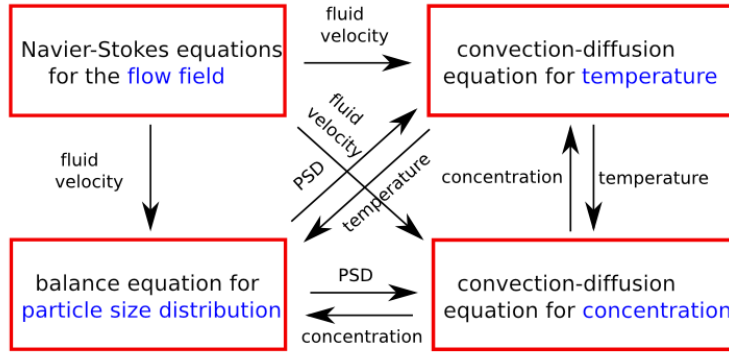 fluid
velocity
Navier-Stokes equations
for the flow field
convection-diffusion
equation for temperature
fluid
velocity
fluid
velocity
PSD
temperature
concentration
temperature
balance equation for
particle size distribution
PSD
concentration
convection-diffusion
equation for concentration